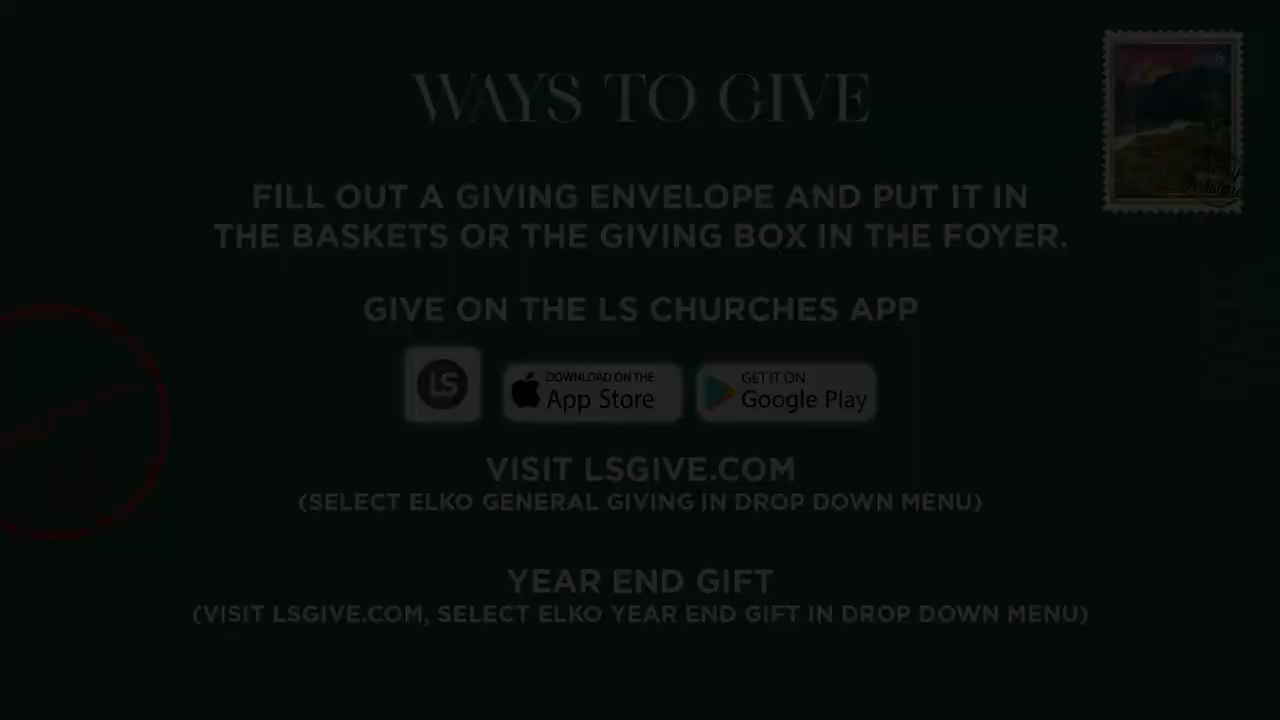 WAYS TO GIVE
FILL OUT A GIVING ENVELOPE AND PUT IT IN
THE BASKETS OR THE GIVING BOX IN THE FOYER.
GIVE ON THE LS CHURCHES APP
LS
DOWNLOAD ON THE
App Store
GET IT ON
Google Play
VISIT LSGIVE.COM
(SELECT ELKO GENERAL GIVING IN DROP DOWN MENU)
YEAR END GIFT
(VISIT LSGIVE.COM, SELECT ELKO YEAR END GIFT IN DROP DOWN MENU)